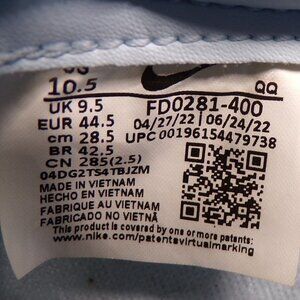 US
10.5
QQ
UK 9.5
FD0281-400
EUR 44.5
04/27/22 | 06/24/22
cm 28.5
UPC 00196154479738
BR 42.5
CN 285(2.5)
04DG2TS4TBJZM
MADE IN VIETNAM
HECHO EN VIETNAM
FABRIQUE AU VIETNAM
FABRICADO NO VIETNÃ
This product is covered by one or more patents
See www.nike.com/patentsvirtualmarking